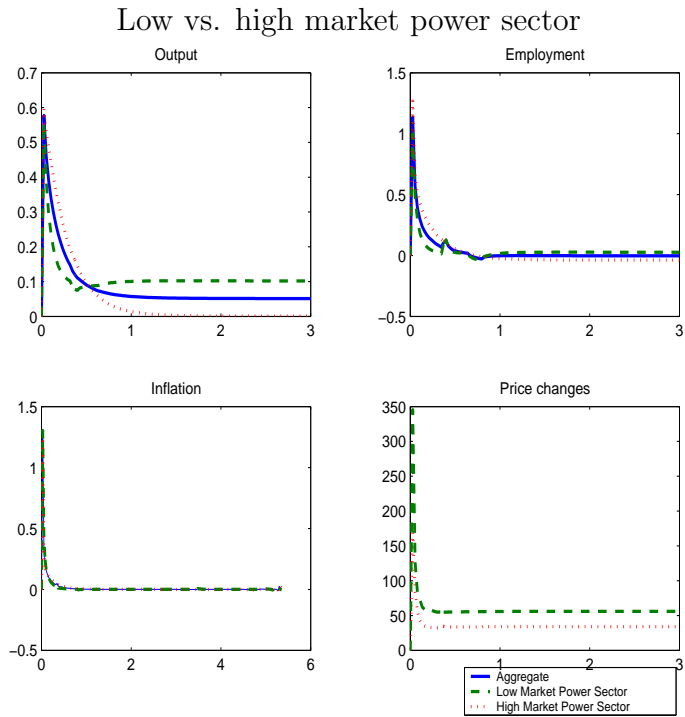 Low vs. high market power sector
Output
Employment
0.7
0.6
0.5
0.4
0.3
0.2
0.1
0
0 1 2 3
1.5
1
0.5
0
−0.5
0 1 2 3
Inflation
Price changes
1.5
1
0.5
0
−0.5
0 2 4 6
350
300
250
200
150
100
50
0
0 1 2 3
Aggregate
Low Market Power Sector
High Market Power Sector